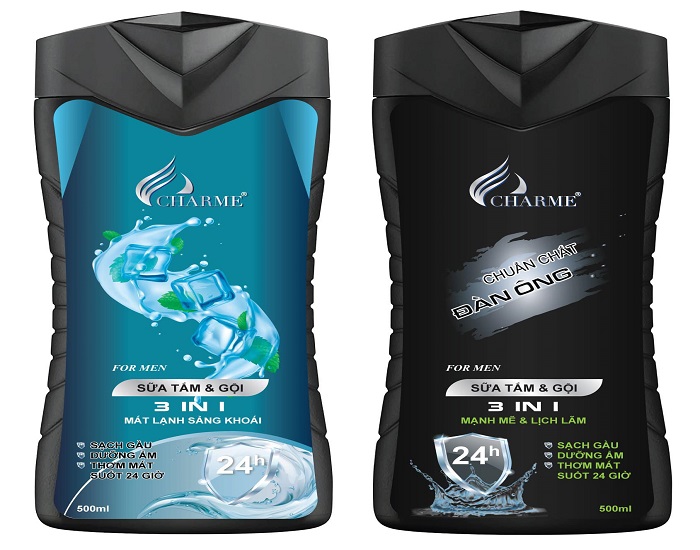 CHARME®
FOR MEN
SỮA TẮM & GỘI
3 IN 1
MÁT LẠNH SẢNG KHOÁI
SẠCH GÀU
DƯỠNG ẨM
THƠM MÁT
SUỐT 24 GIỜ
24h
500ml
CHARME®
CHUẨN CHẤT
ĐÀN ÔNG
FOR MEN
SỮA TẮM & GỘI
3 IN 1
MẠNH MẼ & LỊCH LÃM
24h
SẠCH GÀU
DƯỠNG ẨM
THƠM MÁT
SUỐT 24 GIỜ
500ml